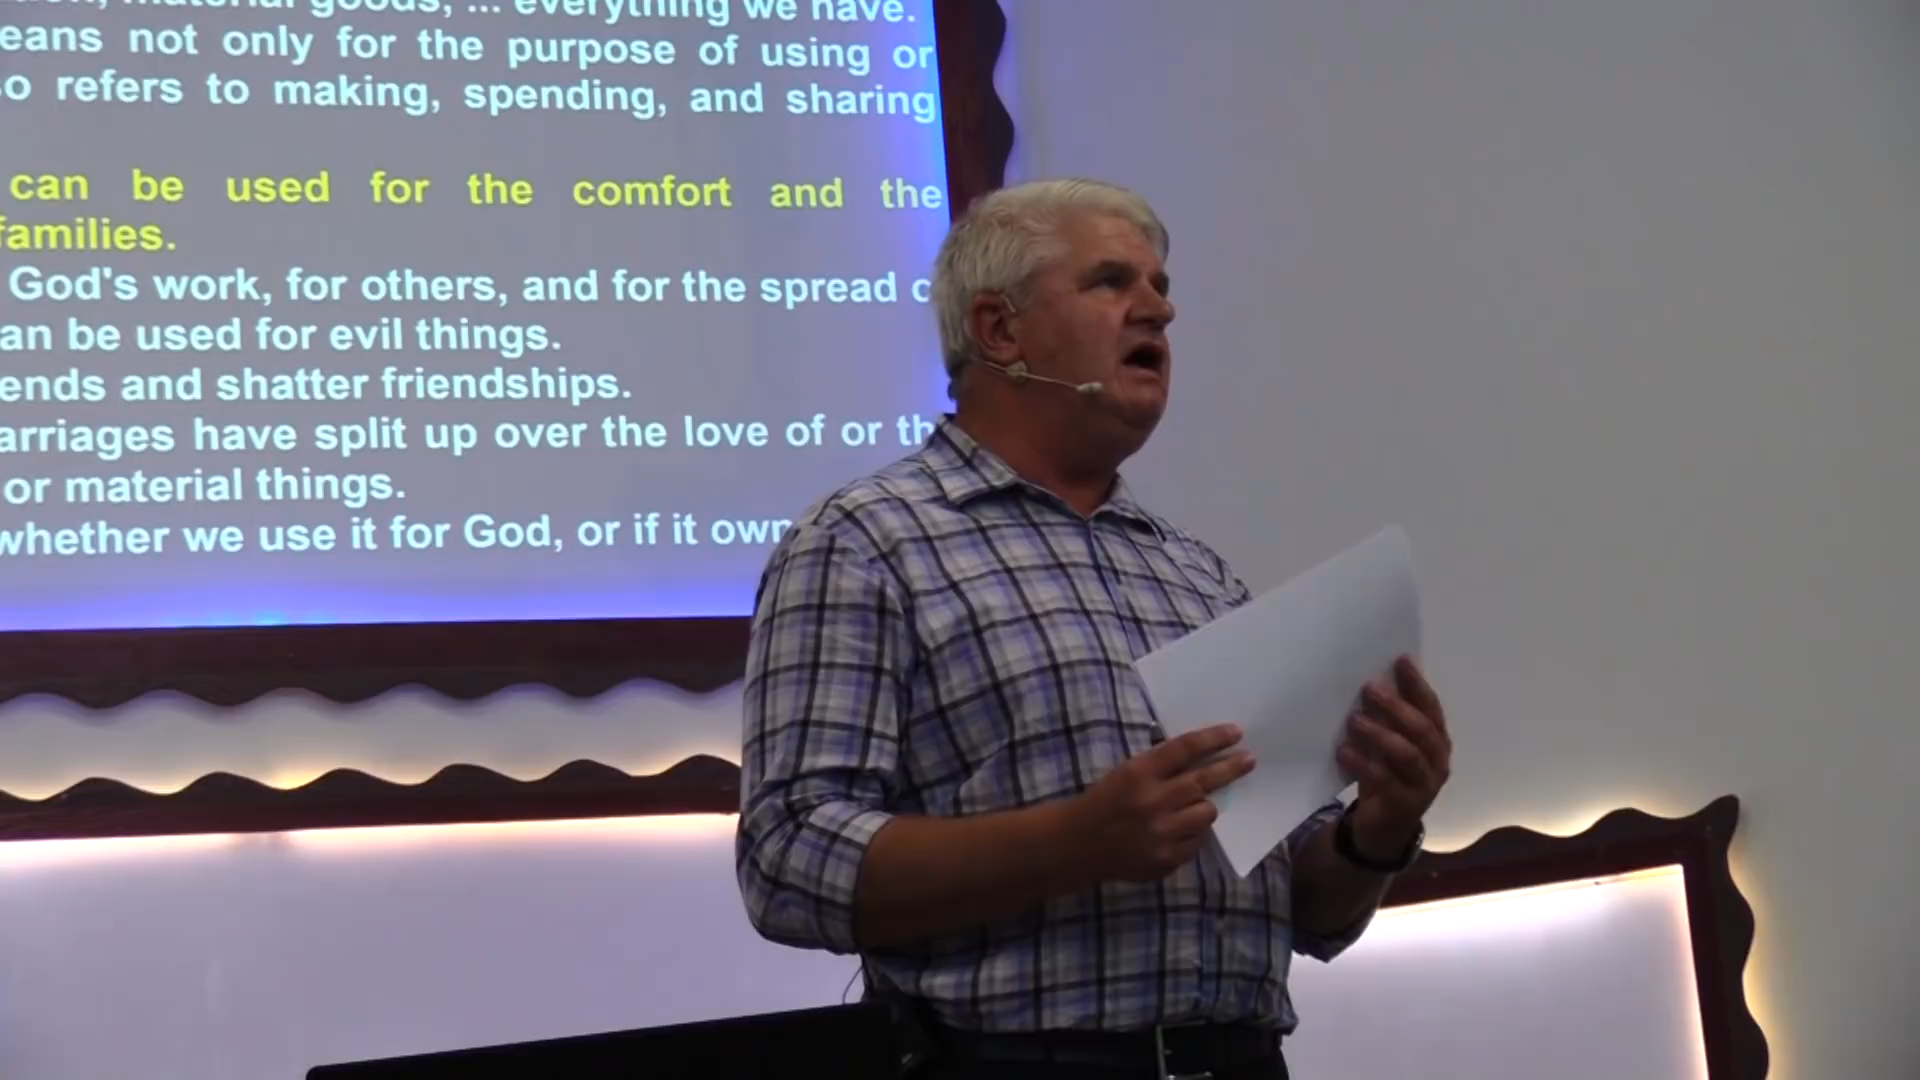 material goods, ... everything we have.
eans not only for the purpose of using or
so refers to making, spending, and sharing
can be used for the comfort and the
families.
God's work, for others, and for the spread
an be used for evil things.
ends and shatter friendships.
arriages have split up over the love of or th
or material things.
whether we use it for God, or if it own